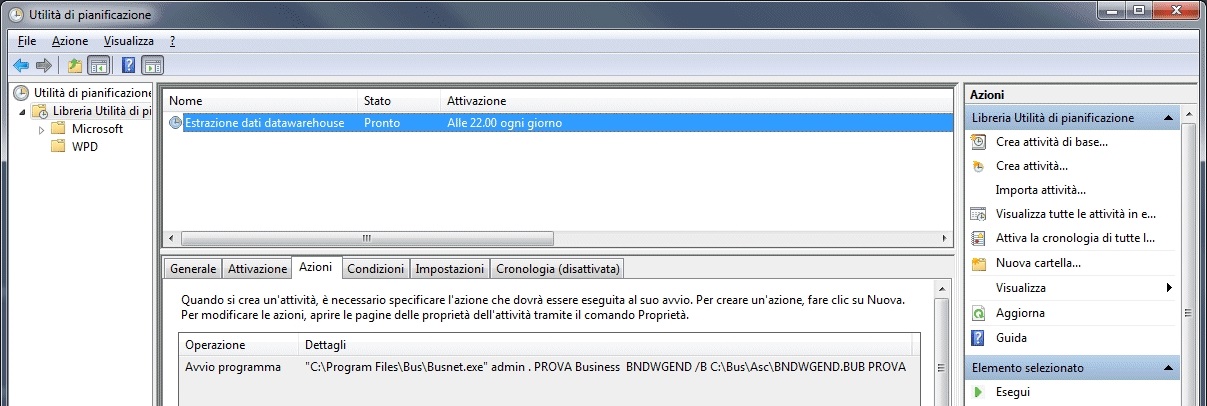 Utilità di pianificazione
File Azione Visualizza ?
Utilità di pianificazione
Libreria Utilità di pi
Microsoft
WPD
Nome Stato Attivazione
Estrazione dati datawarehouse Pronto Alle 22.00 ogni giorno
Generale Attivazione Azioni Condizioni Impostazioni Cronologia (disattivata)
Quando si crea un'attività, è necessario specificare l'azione che dovrà essere eseguita al suo avvio. Per creare un'azione, fare clic su Nuova.
Per modificare le azioni, aprire le pagine delle proprietà dell'attività tramite il comando Proprietà.
Operazione Dettagli
Avvio programma "C:\Program Files\Bus\Busnet.exe" admin . PROVA Business BNDWGEND /B C:\Bus\Asc\BNDWGEND.BUB PROVA
Azioni
Libreria Utilità di pianificazione
Crea attività di base...
Crea attività...
Importa attività...
Visualizza tutte le attività in e...
Attiva la cronologia di tutte l...
Nuova cartella...
Visualizza
Aggiorna
Guida
Elemento selezionato
Esegui